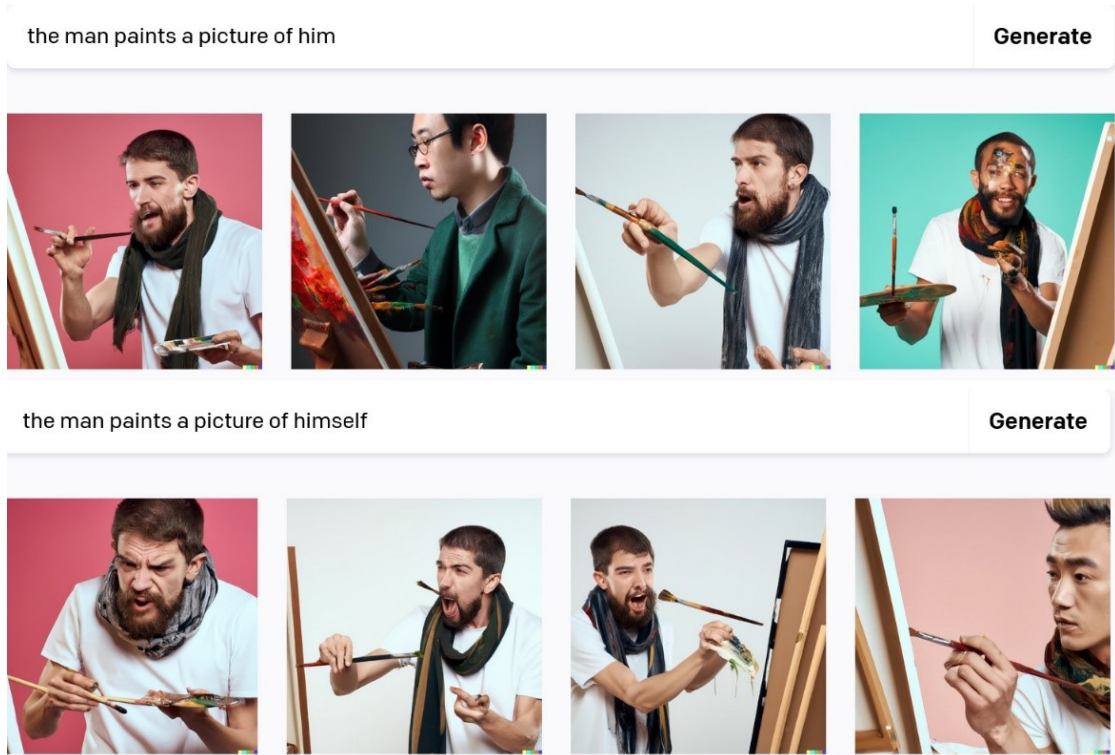 the man paints a picture of him
Generate
the man paints a picture of himself
Generate